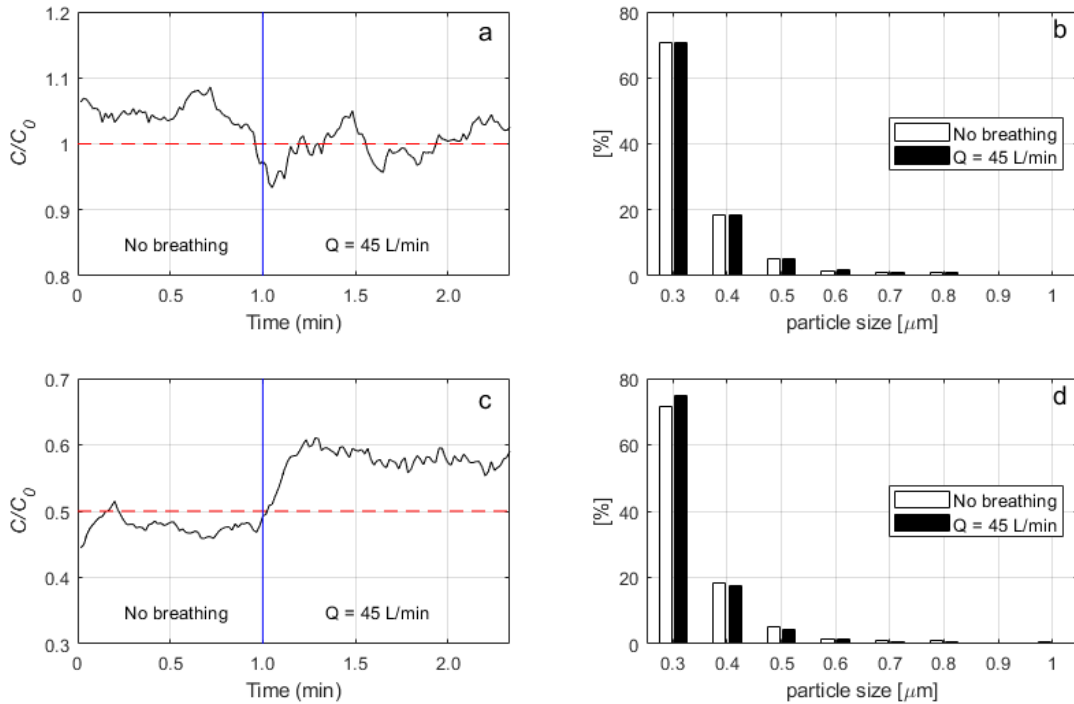 a
1.2
1.1
1
0.9
0.8
C/C0
No breathing
Q = 45 L/min
0
0.5
1.0
1.5
2.0
Time (min)
b
80
60
40
20
0
[%]
No breathing
Q = 45 L/min
0.3
0.4
0.5
0.6
0.7
0.8
0.9
1
particle size [μm]
c
0.7
0.6
0.5
0.4
0.3
C/C0
No breathing
Q = 45 L/min
0
0.5
1.0
1.5
2.0
Time (min)
d
80
60
40
20
0
[%]
No breathing
Q = 45 L/min
0.3
0.4
0.5
0.6
0.7
0.8
0.9
1
particle size [μm]